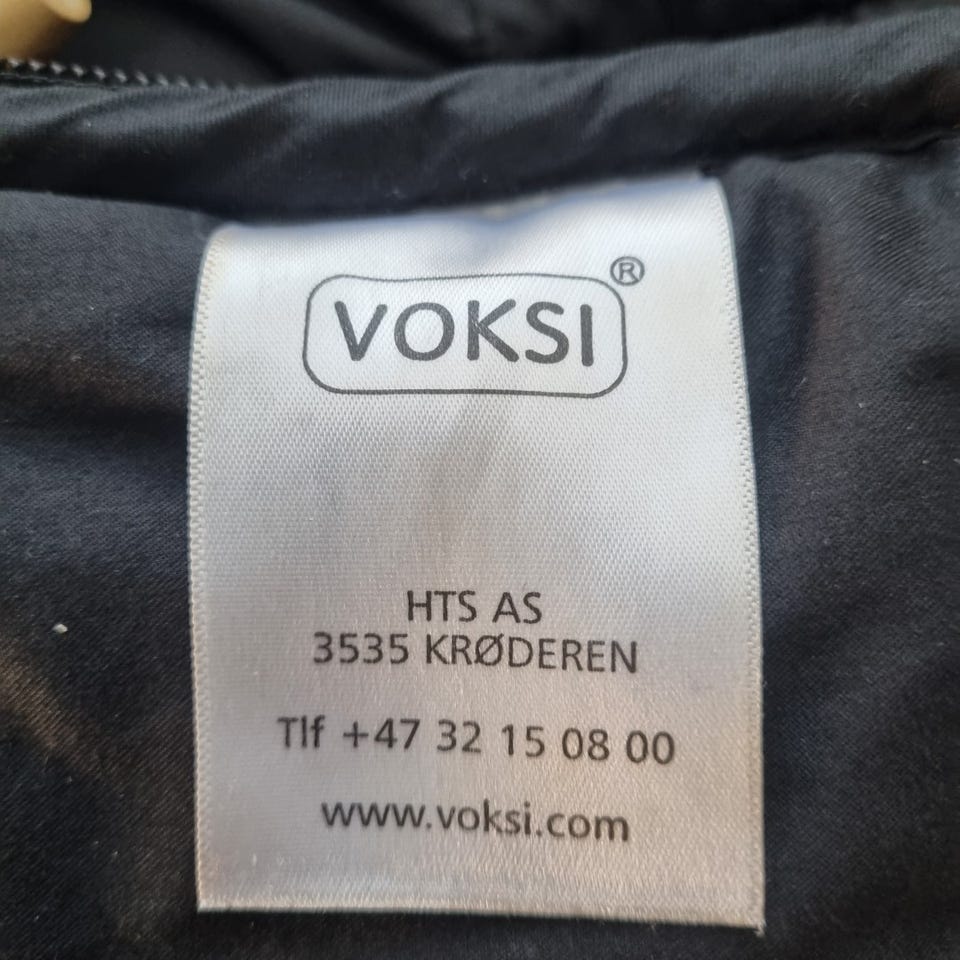 VOKSI®
HTS AS
3535 KRØDEREN
Tlf +47 32 15 08 00
www.voksi.com